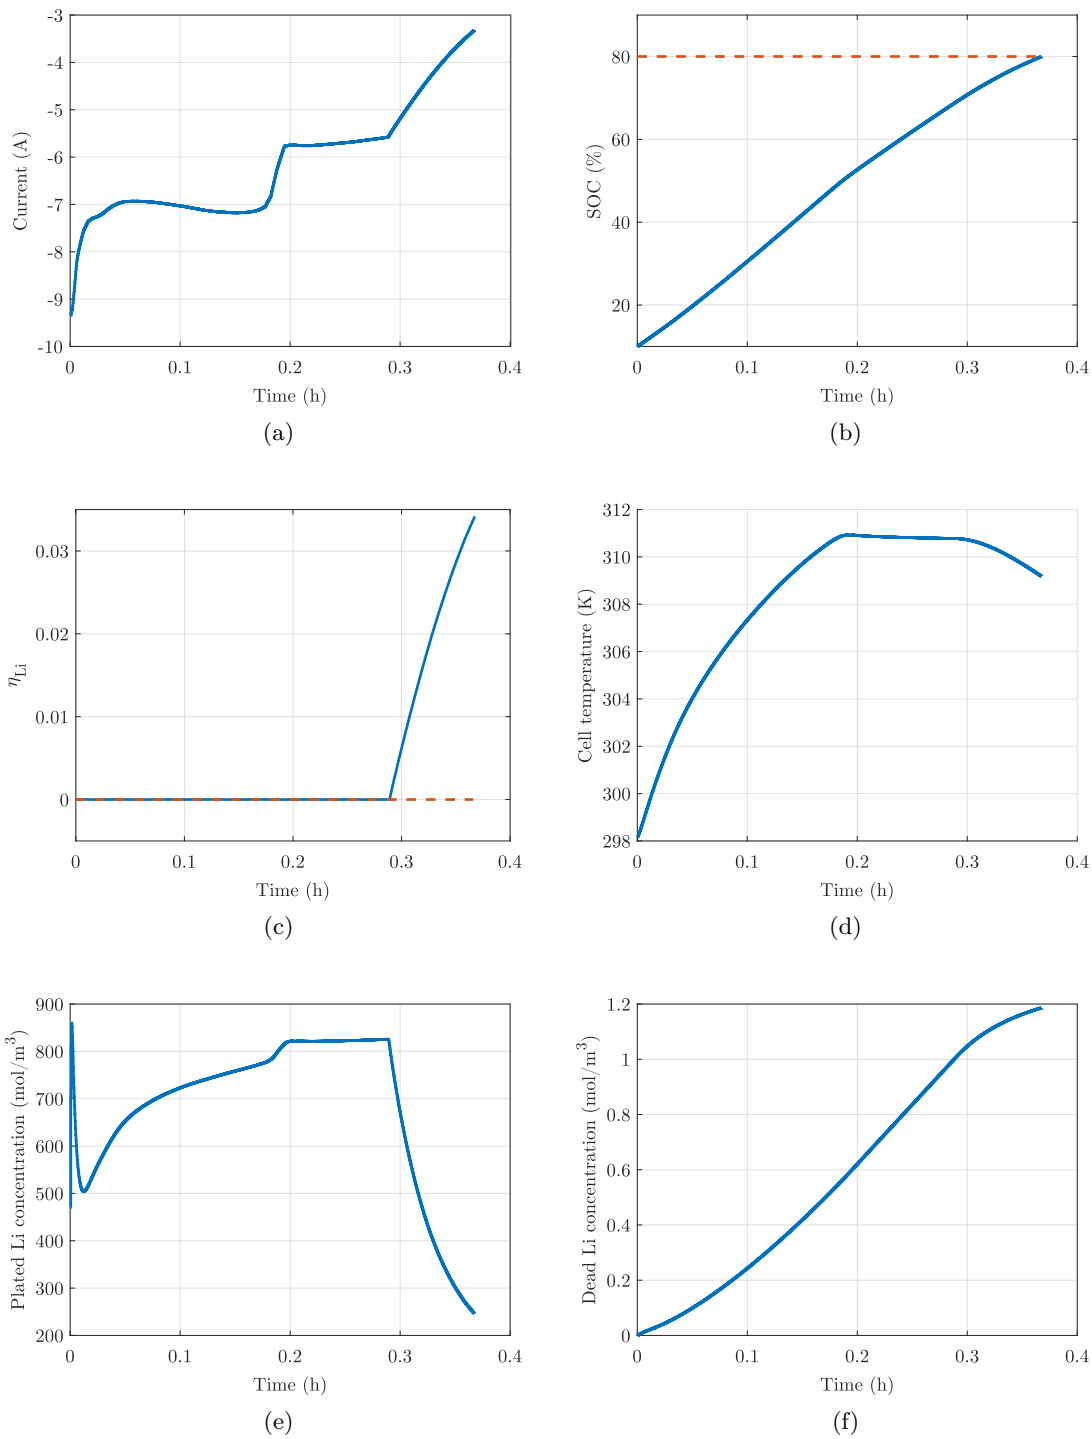 -3
-4
-5
-6
-7
-8
-9
-10
0 0.1 0.2 0.3 0.4
Current (A)
Time (h)
(a)
80
60
40
20
0 0.1 0.2 0.3 0.4
SOC (%)
Time (h)
(b)
0.03
0.02
0.01
0
0 0.1 0.2 0.3 0.4
η_Li
Time (h)
(c)
312
310
308
306
304
302
300
298
0 0.1 0.2 0.3 0.4
Cell temperature (K)
Time (h)
(d)
900
800
700
600
500
400
300
200
0 0.1 0.2 0.3 0.4
Plated Li concentration (mol/m³)
Time (h)
(e)
1.2
1
0.8
0.6
0.4
0.2
0
0 0.1 0.2 0.3 0.4
Dead Li concentration (mol/m³)
Time (h)
(f)